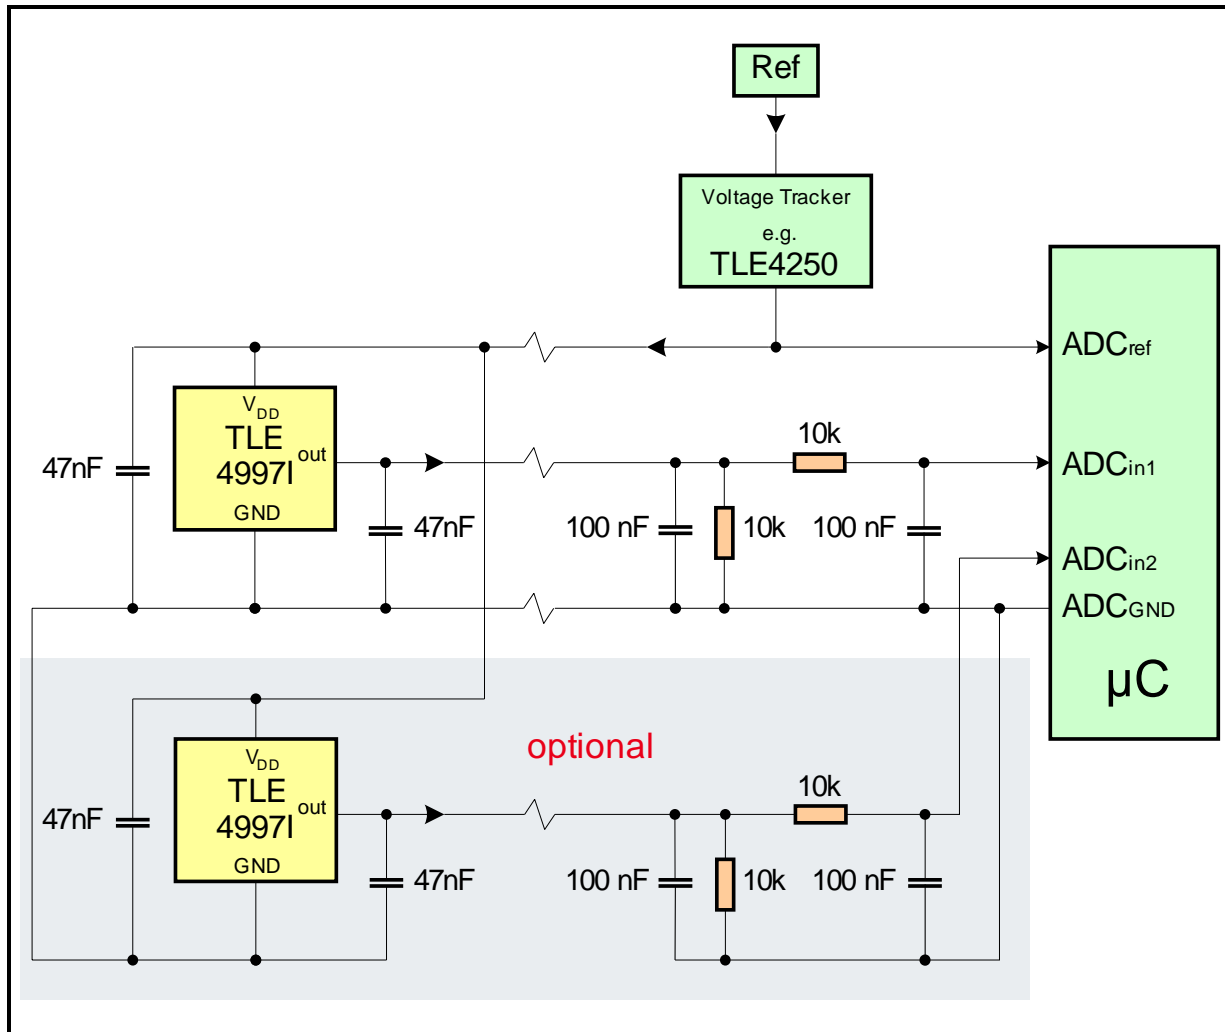 Ref
Voltage Tracker
e.g.
TLE4250
ADCref
VDD
TLE
4997I
out
GND
47nF
47nF
10k
100 nF
10k
100 nF
ADCin1
ADCin2
ADCGND
µC
optional
VDD
TLE
4997I
out
GND
47nF
47nF
10k
100 nF
10k
100 nF